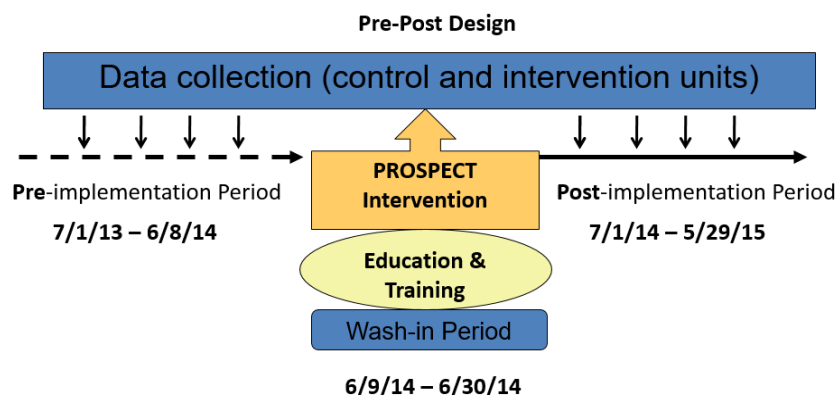 Pre-Post Design
Data collection (control and intervention units)
PROSPECT
Intervention
Pre-implementation Period
7/1/13 – 6/8/14
Post-implementation Period
7/1/14 – 5/29/15
Education &
Training
Wash-in Period
6/9/14 – 6/30/14